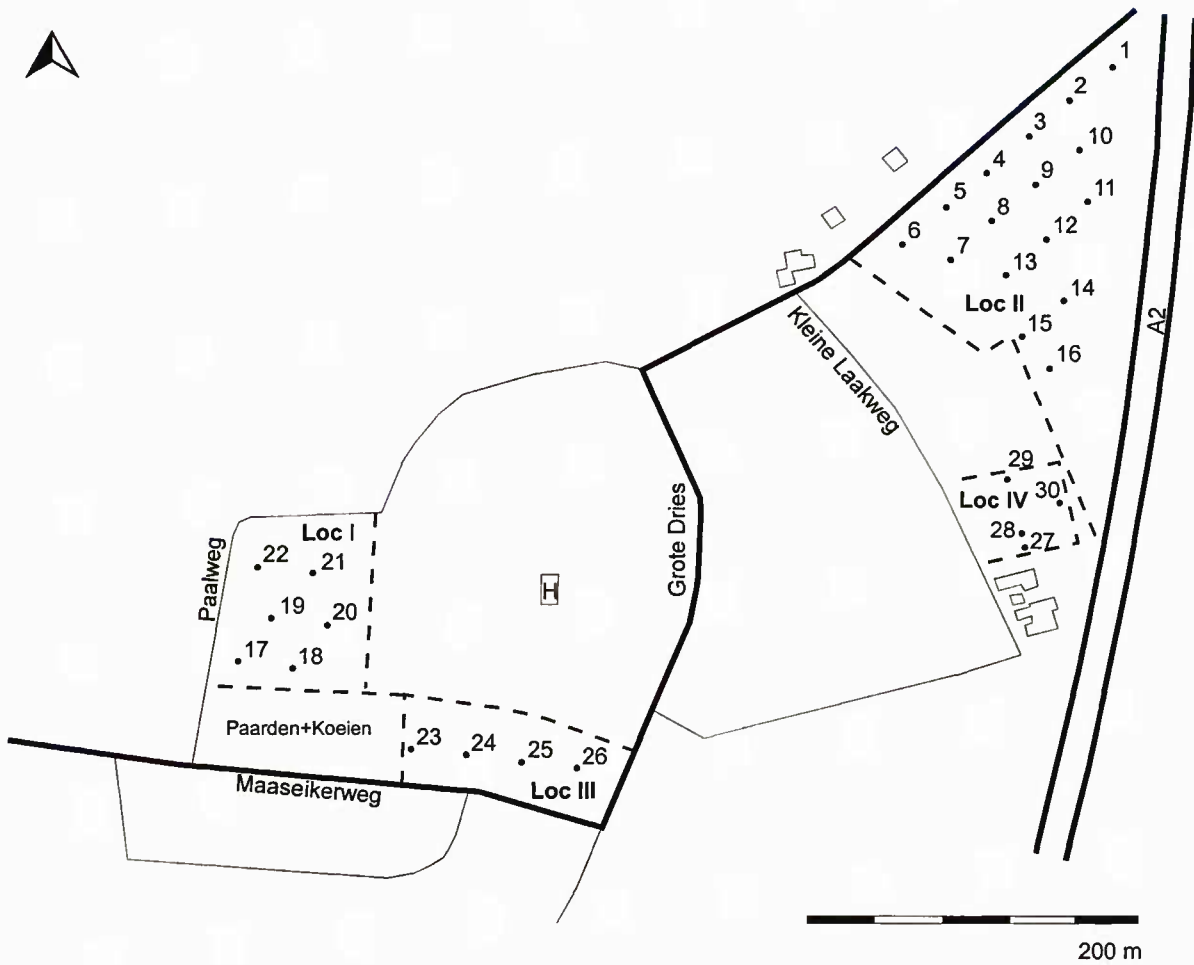 1
2
3
10
4
9
11
5
8
12
6
7
13
14
Loc II
15
A2
16
Kleine Laakweg
29
Loc IV
30
28
27
Grote Dries
Loc I
22
21
Paalweg
H
19
20
17
18
Paarden+Koeien
23
24
25
26
Loc III
Maaseikerweg
200 m